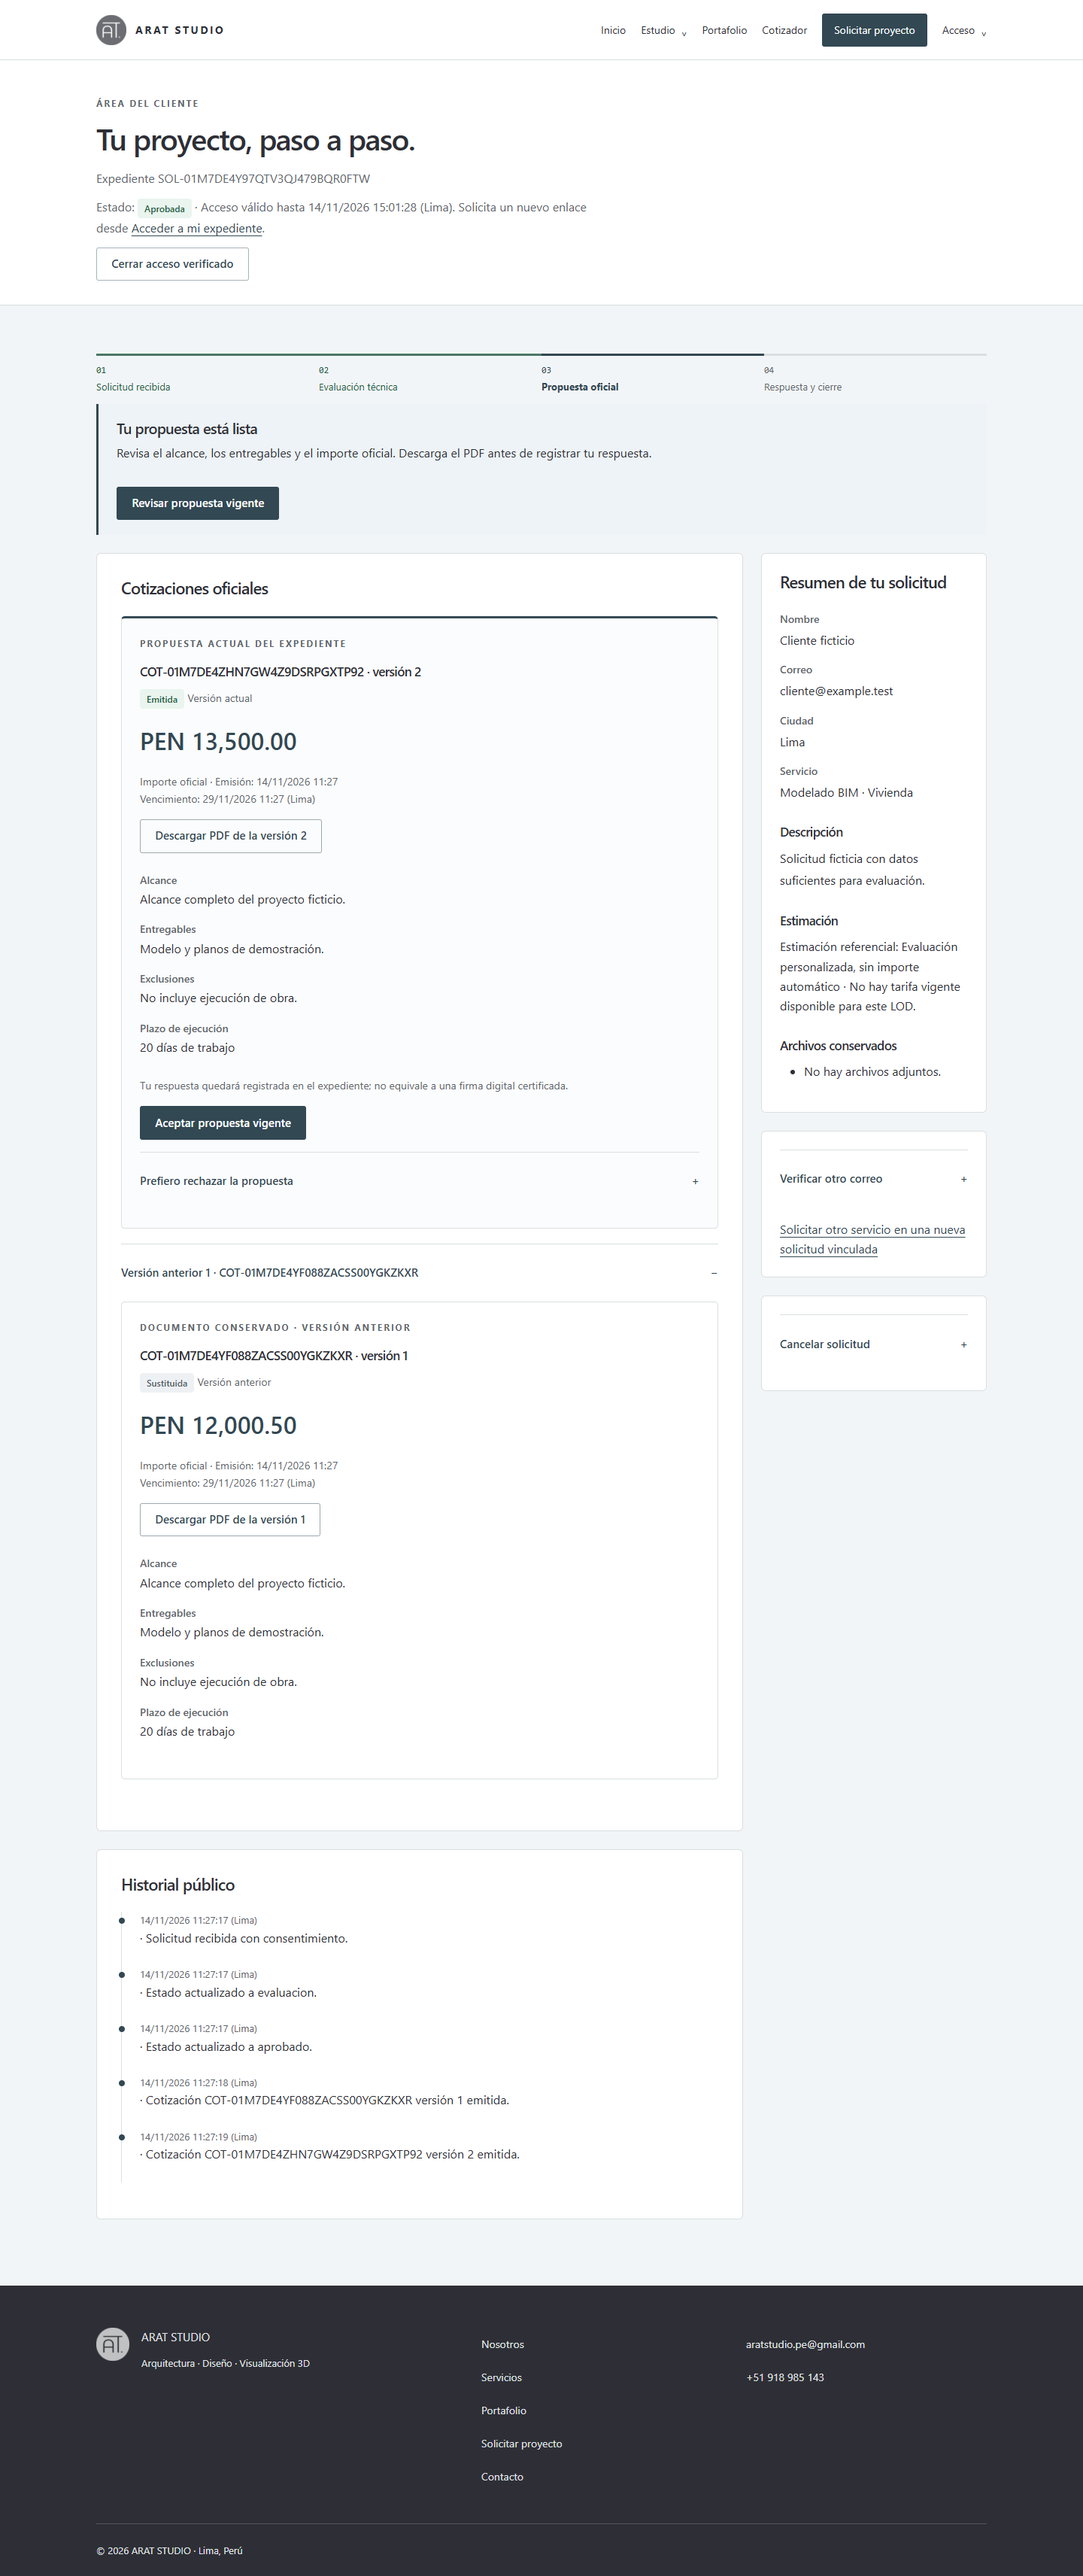 AT.
ARAT STUDIO
Inicio
Estudio
Portafolio
Cotizador
Solicitar proyecto
Acceso
ÁREA DEL CLIENTE
Tu proyecto, paso a paso.
Expediente SOL-01M7DE4Y97QTV3QJ479BQR0FTW
Estado: Aprobada · Acceso válido hasta 14/11/2026 15:01:28 (Lima). Solicita un nuevo enlace
desde Acceder a mi expediente.
Cerrar acceso verificado
01
Solicitud recibida
02
Evaluación técnica
03
Propuesta oficial
04
Respuesta y cierre
Tu propuesta está lista
Revisa el alcance, los entregables y el importe oficial. Descarga el PDF antes de registrar tu respuesta.
Revisar propuesta vigente
Cotizaciones oficiales
PROPUESTA ACTUAL DEL EXPEDIENTE
COT-01M7DE4ZHN7GW4Z9DSRPGXTP92 · versión 2
Emitida Versión actual
PEN 13,500.00
Importe oficial · Emisión: 14/11/2026 11:27
Vencimiento: 29/11/2026 11:27 (Lima)
Descargar PDF de la versión 2
Alcance
Alcance completo del proyecto ficticio.
Entregables
Modelo y planos de demostración.
Exclusiones
No incluye ejecución de obra.
Plazo de ejecución
20 días de trabajo
Tu respuesta quedará registrada en el expediente; no equivale a una firma digital certificada.
Aceptar propuesta vigente
Prefiero rechazar la propuesta +
Versión anterior 1 · COT-01M7DE4YF088ZACSS00YGKZKXR −
DOCUMENTO CONSERVADO · VERSIÓN ANTERIOR
COT-01M7DE4YF088ZACSS00YGKZKXR · versión 1
Sustituida Versión anterior
PEN 12,000.50
Importe oficial · Emisión: 14/11/2026 11:27
Vencimiento: 29/11/2026 11:27 (Lima)
Descargar PDF de la versión 1
Alcance
Alcance completo del proyecto ficticio.
Entregables
Modelo y planos de demostración.
Exclusiones
No incluye ejecución de obra.
Plazo de ejecución
20 días de trabajo
Resumen de tu solicitud
Nombre
Cliente ficticio
Correo
cliente@example.test
Ciudad
Lima
Servicio
Modelado BIM · Vivienda
Descripción
Solicitud ficticia con datos
suficientes para evaluación.
Estimación
Estimación referencial: Evaluación
personalizada, sin importe
automático · No hay tarifa vigente
disponible para este LOD.
Archivos conservados
• No hay archivos adjuntos.
Verificar otro correo +
Solicitar otro servicio en una nueva
solicitud vinculada
Cancelar solicitud +
Historial público
14/11/2026 11:27:17 (Lima)
· Solicitud recibida con consentimiento.
14/11/2026 11:27:17 (Lima)
· Estado actualizado a evaluacion.
14/11/2026 11:27:17 (Lima)
· Estado actualizado a aprobado.
14/11/2026 11:27:18 (Lima)
· Cotización COT-01M7DE4YF088ZACSS00YGKZKXR versión 1 emitida.
14/11/2026 11:27:19 (Lima)
· Cotización COT-01M7DE4ZHN7GW4Z9DSRPGXTP92 versión 2 emitida.
AT.
ARAT STUDIO
Arquitectura · Diseño · Visualización 3D
Nosotros
Servicios
Portafolio
Solicitar proyecto
Contacto
aratstudio.pe@gmail.com
+51 918 985 143
© 2026 ARAT STUDIO · Lima, Perú